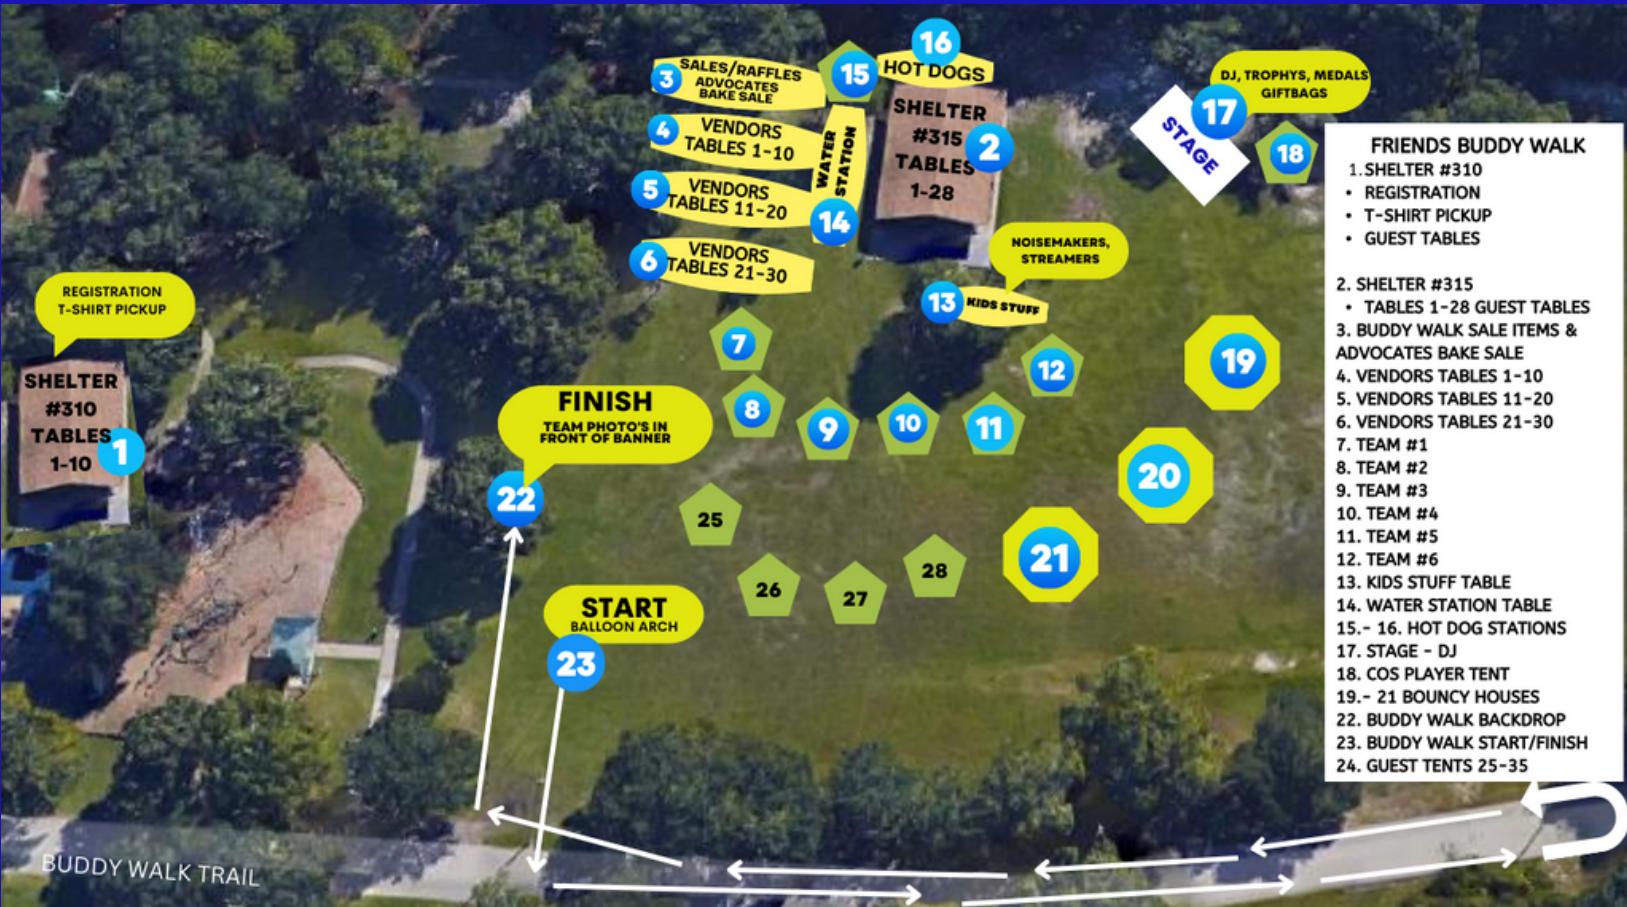 16
HOT DOGS
3
SALES/RAFFLES
ADVOCATES
BAKE SALE
15
4
VENDORS
TABLES 1-10
WATER
STATION
14
5
VENDORS
TABLES 11-20
6
VENDORS
TABLES 21-30
SHELTER
#315
TABLES
1-28
2
DJ, TROPHYS, MEDALS
GIFTBAGS
17
STAGE
18
NOISEMAKERS,
STREAMERS
13
KIDS STUFF
REGISTRATION
T-SHIRT PICKUP
SHELTER
#310
TABLES
1-10
1
7
8
9
10
11
12
19
20
21
FINISH
TEAM PHOTO'S IN
FRONT OF BANNER
22
25
26
27
28
START
BALLOON ARCH
23
BUDDY WALK TRAIL
FRIENDS BUDDY WALK
1. SHELTER #310
• REGISTRATION
• T-SHIRT PICKUP
• GUEST TABLES
2. SHELTER #315
• TABLES 1-28 GUEST TABLES
3. BUDDY WALK SALE ITEMS &
ADVOCATES BAKE SALE
4. VENDORS TABLES 1-10
5. VENDORS TABLES 11-20
6. VENDORS TABLES 21-30
7. TEAM #1
8. TEAM #2
9. TEAM #3
10. TEAM #4
11. TEAM #5
12. TEAM #6
13. KIDS STUFF TABLE
14. WATER STATION TABLE
15.- 16. HOT DOG STATIONS
17. STAGE - DJ
18. COS PLAYER TENT
19.- 21 BOUNCY HOUSES
22. BUDDY WALK BACKDROP
23. BUDDY WALK START/FINISH
24. GUEST TENTS 25-35